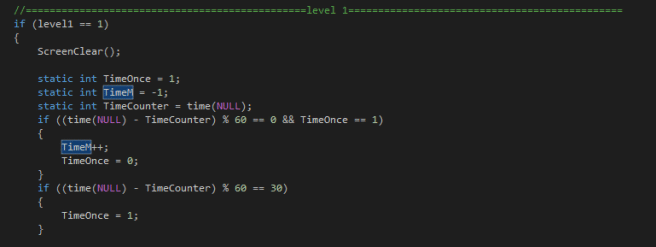 //===============================================level 1==============================================
if (level1 == 1)
{
ScreenClear();
static int TimeOnce = 1;
static int TimeM = -1;
static int TimeCounter = time(NULL);
if ((time(NULL) - TimeCounter) % 60 == 0 && TimeOnce == 1)
{
TimeM++;
TimeOnce = 0;
}
if ((time(NULL) - TimeCounter) % 60 == 30)
{
TimeOnce = 1;
}